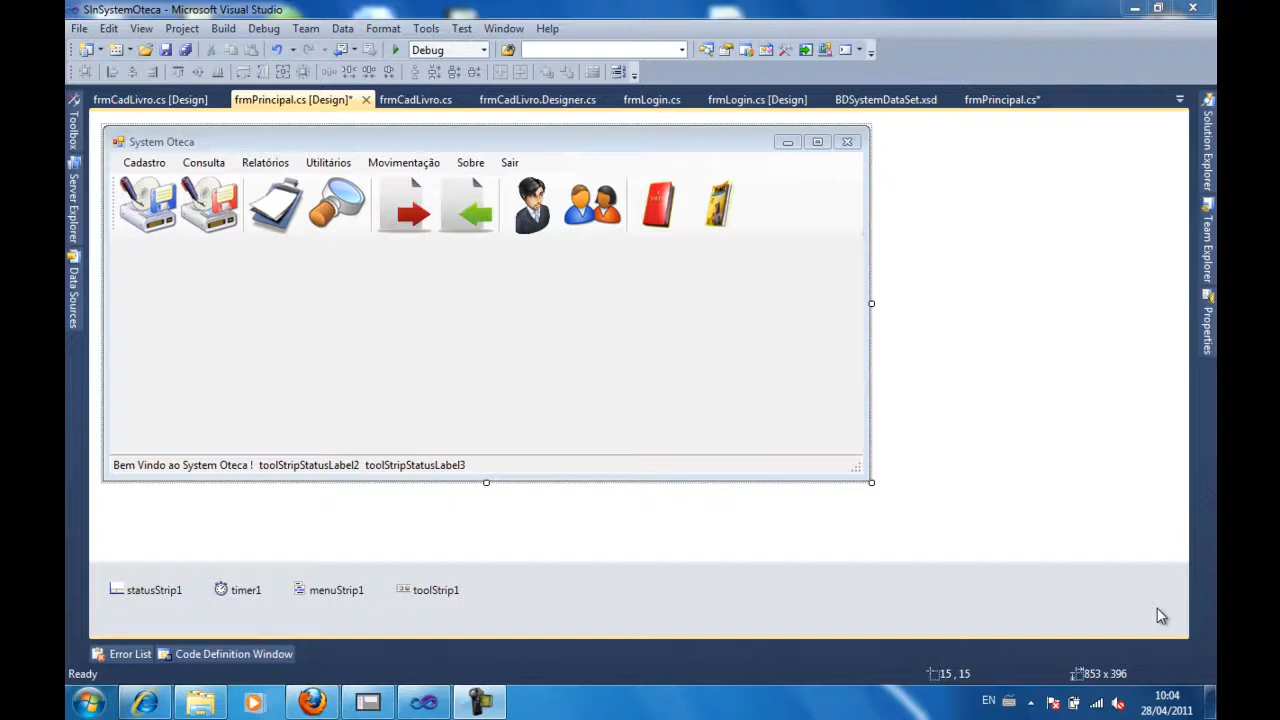 SInSystemOteca - Microsoft Visual Studio
File Edit View Project Build Debug Team Data Format Tools Test Window Help
Debug
frmCadLivro.cs [Design] frmPrincipal.cs [Design]* frmCadLivro.cs frmCadLivro.Designer.cs frmLogin.cs frmLogin.cs [Design] BDSystemDataSet.xsd frmPrincipal.cs*
Toolbox
Server Explorer
Data Sources
System Oteca
Cadastro Consulta Relatórios Utilitários Movimentação Sobre Sair
Bem Vindo ao System Oteca ! toolStripStatusLabel2 toolStripStatusLabel3
Solution Explorer
Team Explorer
Properties
statusStrip1 timer1 menuStrip1 toolStrip1
Error List Code Definition Window
Ready 15 , 15 853 x 396
EN 10:04
28/04/2011